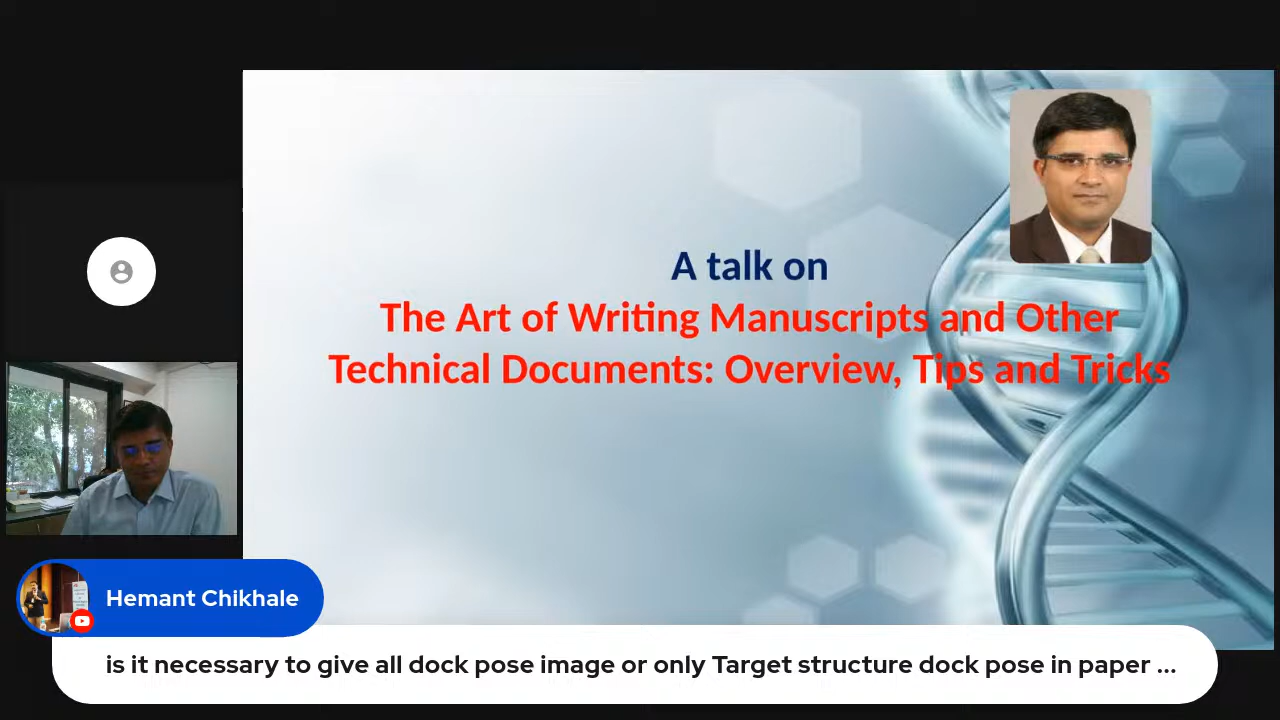 A talk on
The Art of Writing Manuscripts and Other
Technical Documents: Overview, Tips and Tricks
Hemant Chikhale
is it necessary to give all dock pose image or only Target structure dock pose in paper ...